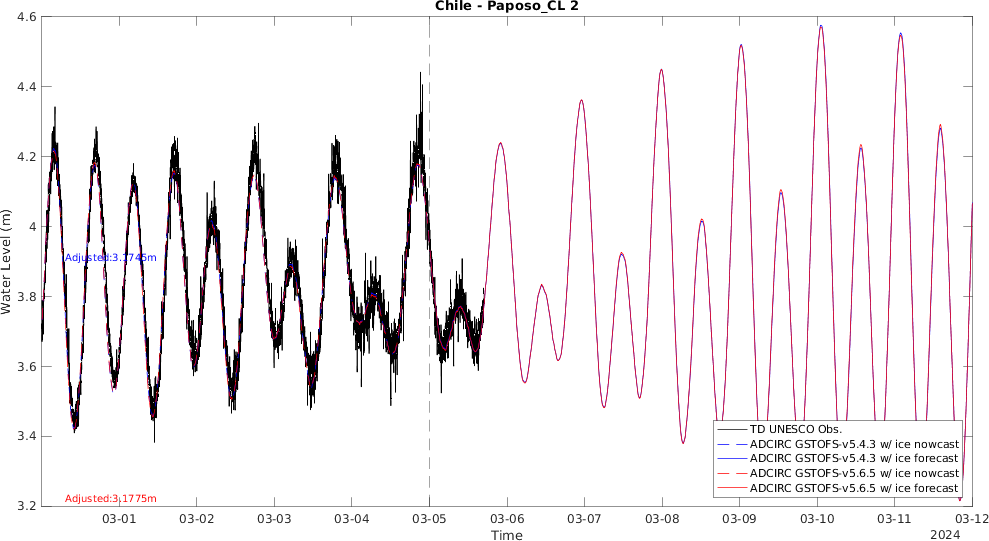 Chile - Paposo_CL 2
4.6
4.4
4.2
4
3.8
3.6
3.4
3.2
Water Level (m)
Adjusted:3.1745m
Adjusted:3.1775m
TD UNESCO Obs.
ADCIRC GSTOFS-v5.4.3 w/ ice nowcast
ADCIRC GSTOFS-v5.4.3 w/ ice forecast
ADCIRC GSTOFS-v5.6.5 w/ ice nowcast
ADCIRC GSTOFS-v5.6.5 w/ ice forecast
03-01 03-02 03-03 03-04 03-05 03-06 03-07 03-08 03-09 03-10 03-11 03-12
Time
2024